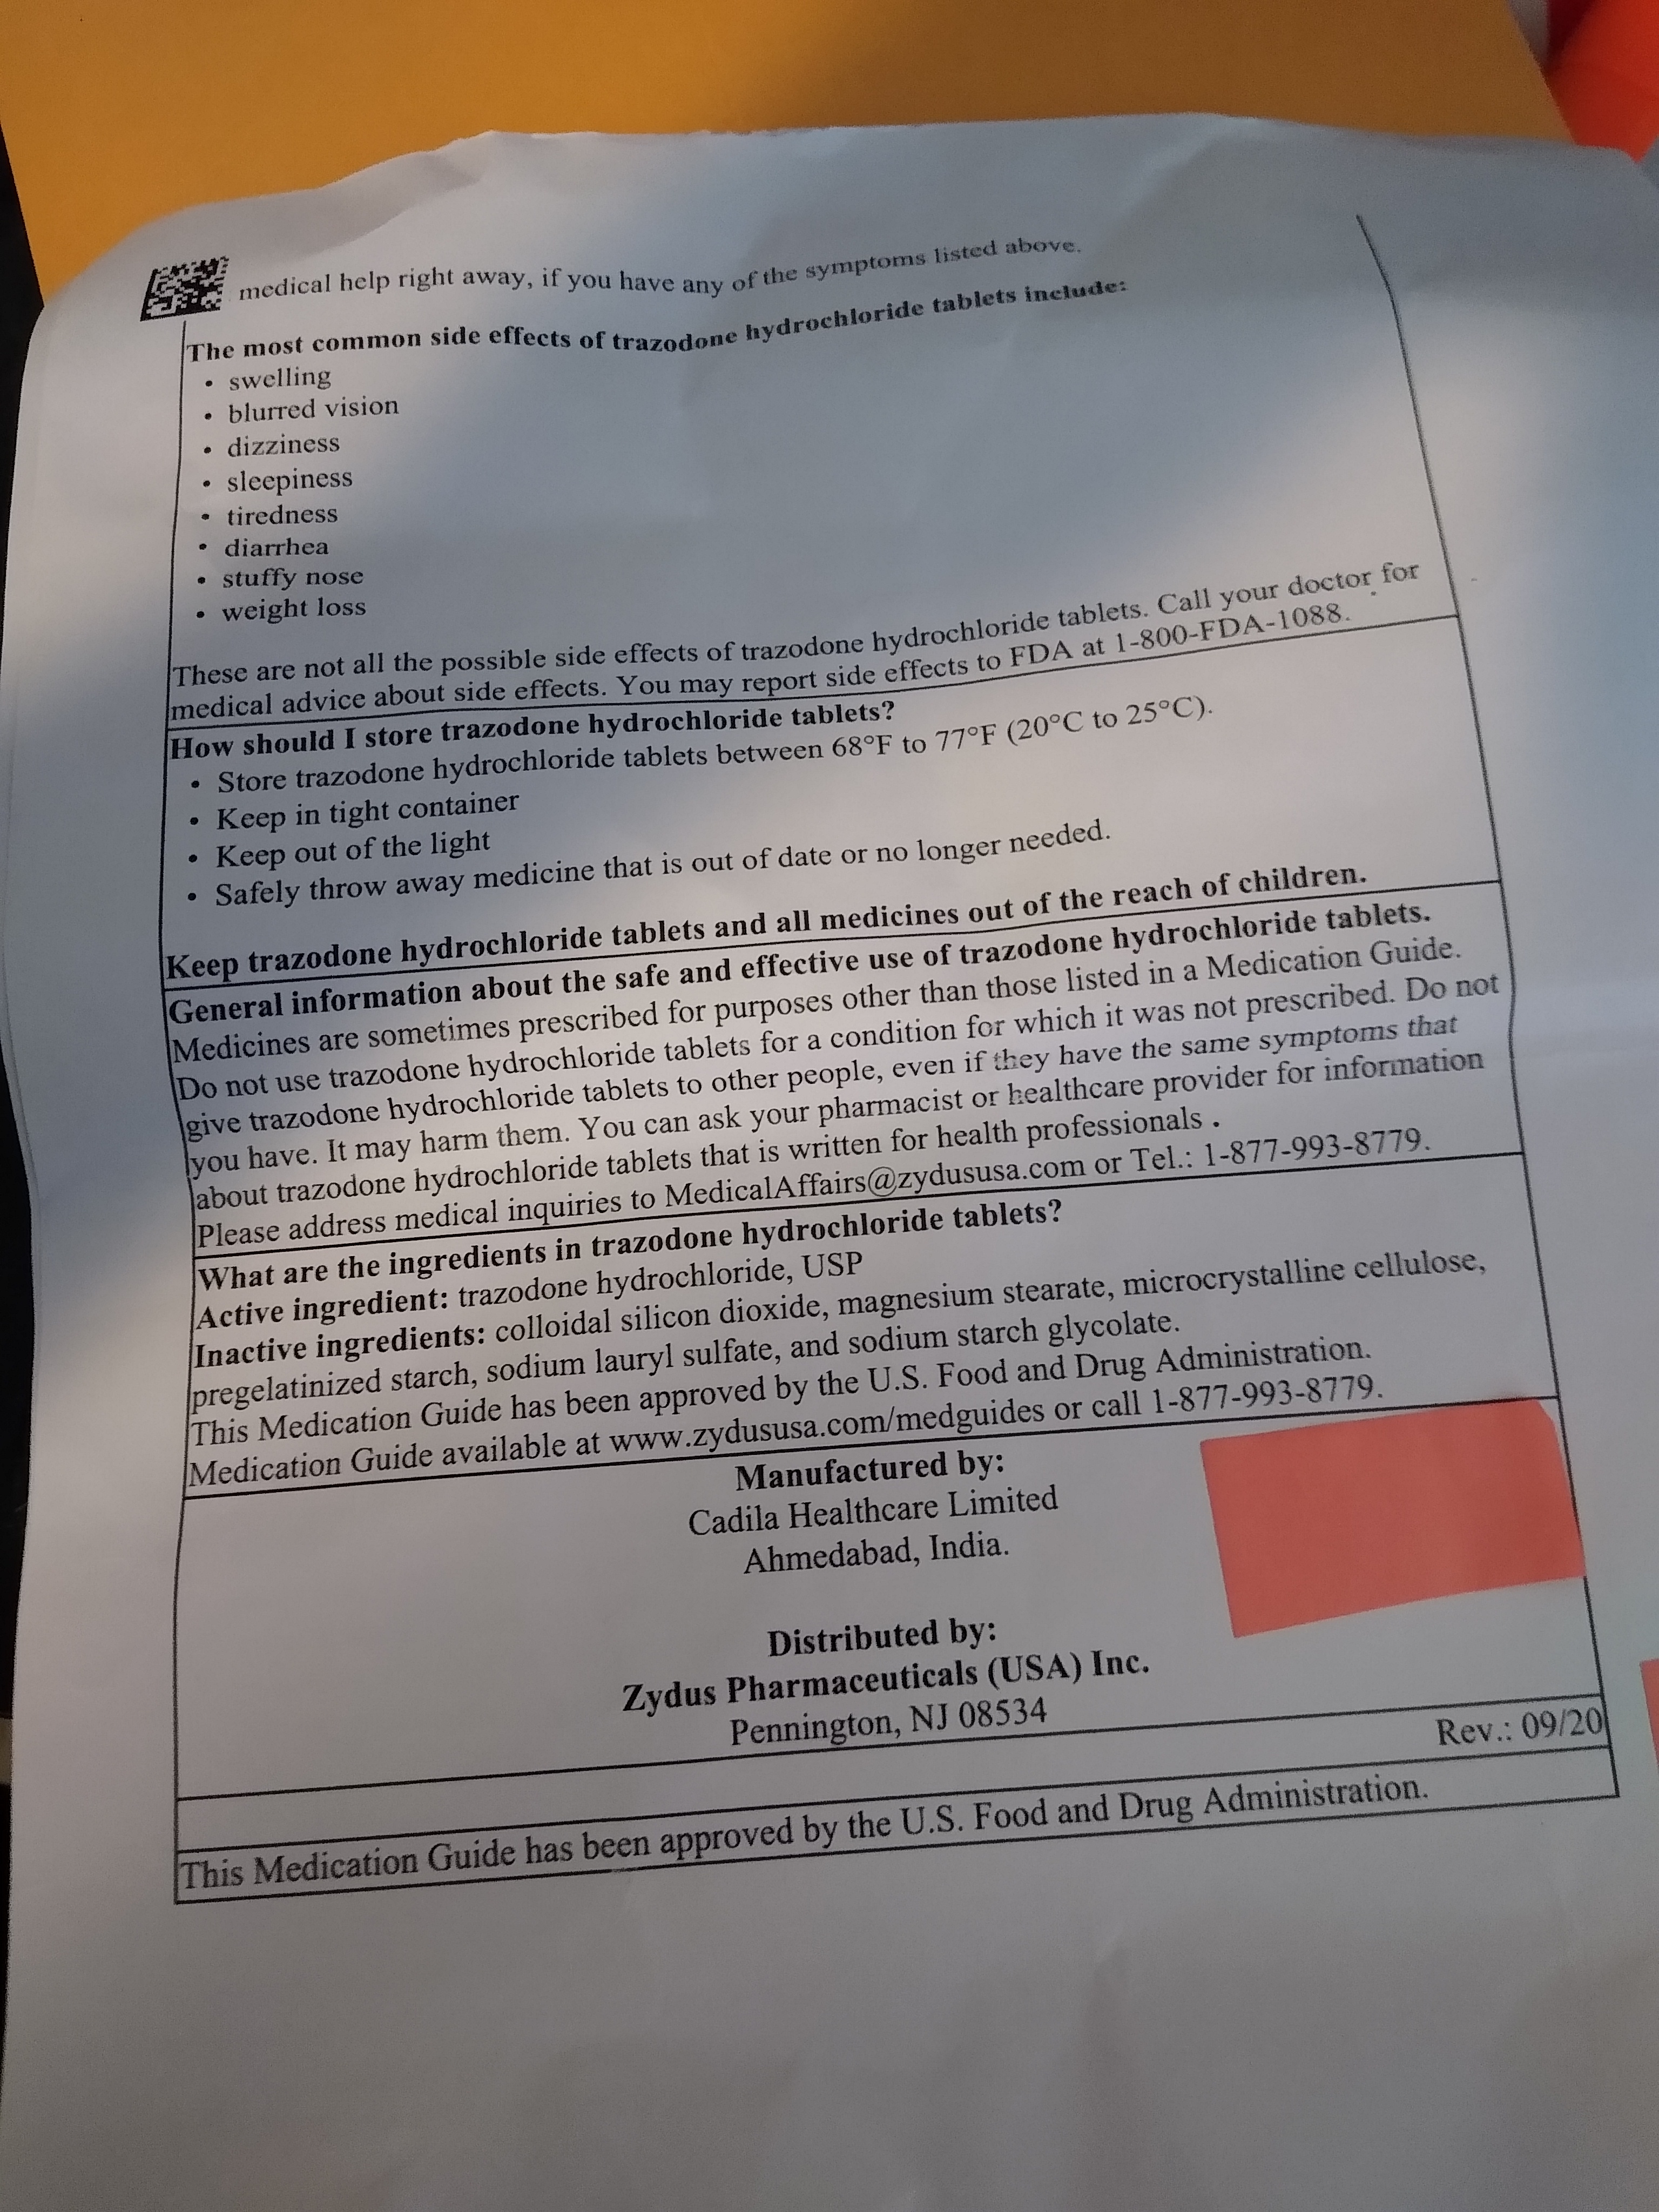 medical help right away, if you have any of the symptoms listed above.
The most common side effects of trazodone hydrochloride tablets include:
• swelling
• blurred vision
• dizziness
• sleepiness
• tiredness
• diarrhea
• stuffy nose
• weight loss
These are not all the possible side effects of trazodone hydrochloride tablets. Call your doctor for
medical advice about side effects. You may report side effects to FDA at 1-800-FDA-1088.
How should I store trazodone hydrochloride tablets?
• Store trazodone hydrochloride tablets between 68°F to 77°F (20°C to 25°C).
• Keep in tight container
• Keep out of the light
• Safely throw away medicine that is out of date or no longer needed.
Keep trazodone hydrochloride tablets and all medicines out of the reach of children.
General information about the safe and effective use of trazodone hydrochloride tablets.
Medicines are sometimes prescribed for purposes other than those listed in a Medication Guide.
Do not use trazodone hydrochloride tablets for a condition for which it was not prescribed. Do not
give trazodone hydrochloride tablets to other people, even if they have the same symptoms that
you have. It may harm them. You can ask your pharmacist or healthcare provider for information
about trazodone hydrochloride tablets that is written for health professionals .
Please address medical inquiries to MedicalAffairs@zydususa.com or Tel.: 1-877-993-8779.
What are the ingredients in trazodone hydrochloride tablets?
Active ingredient: trazodone hydrochloride, USP
Inactive ingredients: colloidal silicon dioxide, magnesium stearate, microcrystalline cellulose,
pregelatinized starch, sodium lauryl sulfate, and sodium starch glycolate.
This Medication Guide has been approved by the U.S. Food and Drug Administration.
Medication Guide available at www.zydususa.com/medguides or call 1-877-993-8779.
Manufactured by:
Cadila Healthcare Limited
Ahmedabad, India.
Distributed by:
Zydus Pharmaceuticals (USA) Inc.
Pennington, NJ 08534
Rev.: 09/20
This Medication Guide has been approved by the U.S. Food and Drug Administration.